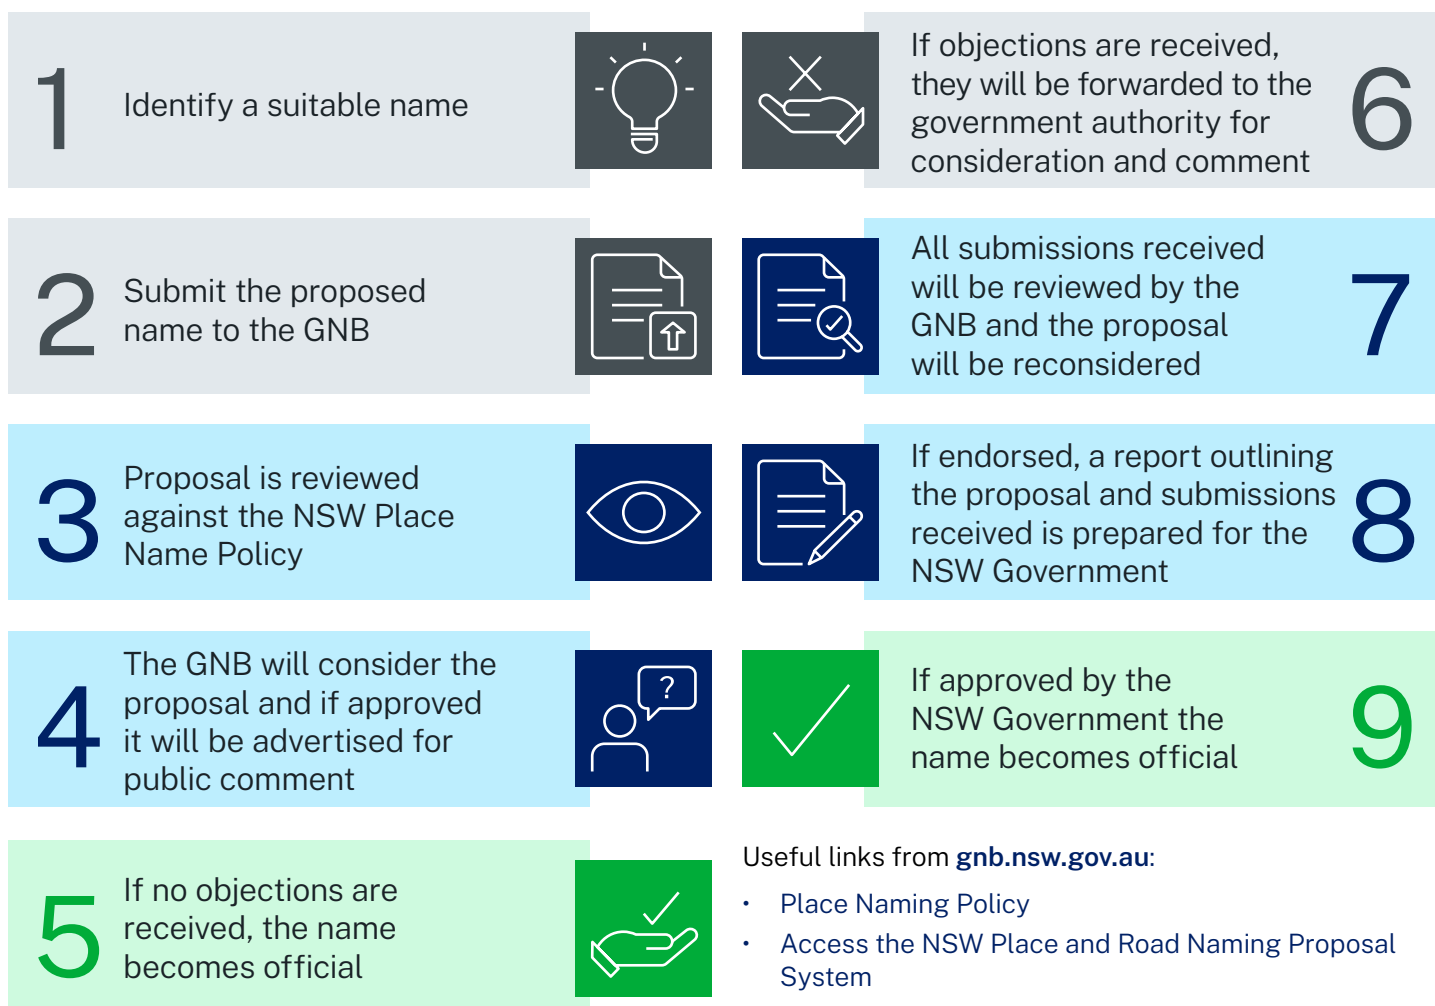 1
Identify a suitable name
2
Submit the proposed
name to the GNB
3
Proposal is reviewed
against the NSW Place
Name Policy
4
The GNB will consider the
proposal and if approved
it will be advertised for
public comment
?
5
If no objections are
received, the name
becomes official
If objections are received,
they will be forwarded to the
government authority for
consideration and comment
6
All submissions received
will be reviewed by the
GNB and the proposal
will be reconsidered
7
If endorsed, a report outlining
the proposal and submissions
received is prepared for the
NSW Government
8
If approved by the
NSW Government the
name becomes official
9
Useful links from gnb.nsw.gov.au:
• Place Naming Policy
• Access the NSW Place and Road Naming Proposal
System